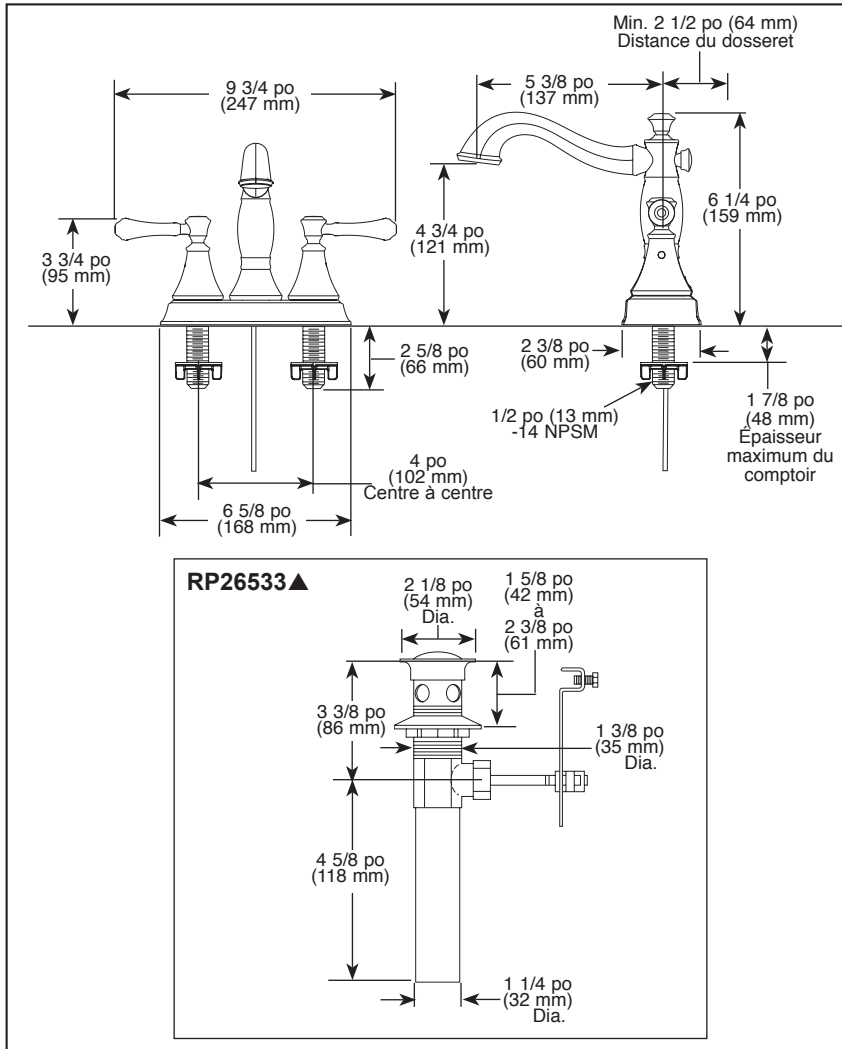 Min. 2 1/2 po (64 mm)
Distance du dosseret
9 3/4 po
(247 mm)
5 3/8 po
(137 mm)
6 1/4 po
(159 mm)
4 3/4 po
(121 mm)
3 3/4 po
(95 mm)
2 5/8 po
(66 mm)
2 3/8 po
(60 mm)
1/2 po (13 mm)
-14 NPSM
1 7/8 po
(48 mm)
Épaisseur
maximum du
comptoir
4 po
(102 mm)
Centre à centre
6 5/8 po
(168 mm)
RP26533▲
2 1/8 po
(54 mm)
Dia.
1 5/8 po
(42 mm)
à
2 3/8 po
(61 mm)
3 3/8 po
(86 mm)
1 3/8 po
(35 mm)
Dia.
4 5/8 po
(118 mm)
1 1/4 po
(32 mm)
Dia.